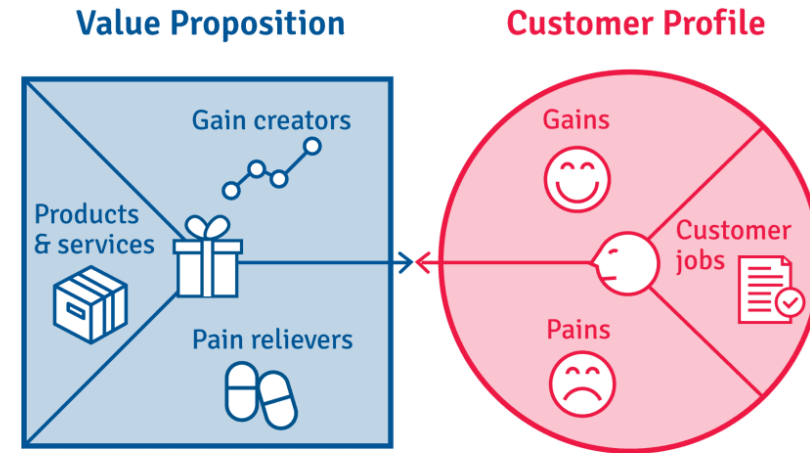 Value Proposition
Customer Profile
Gain creators
Products
& services
Pain relievers
Gains
Customer
jobs
Pains